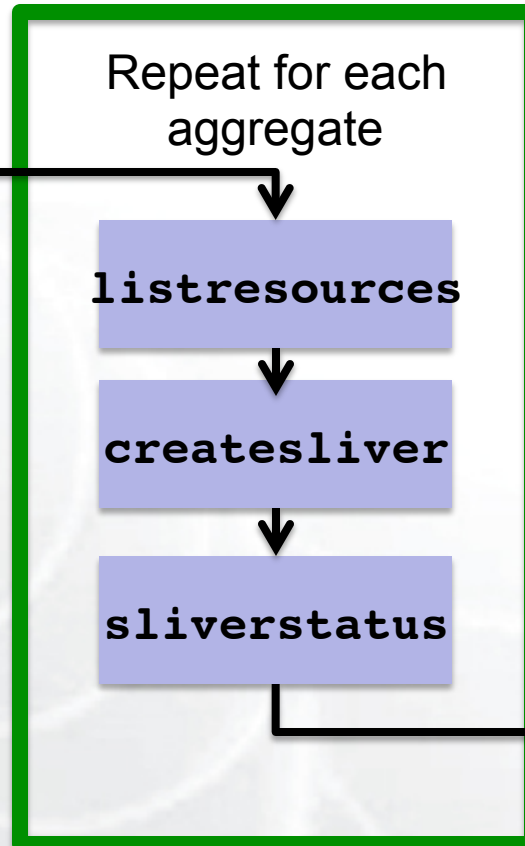 Repeat for each
aggregate
listresources
createsliver
sliverstatus